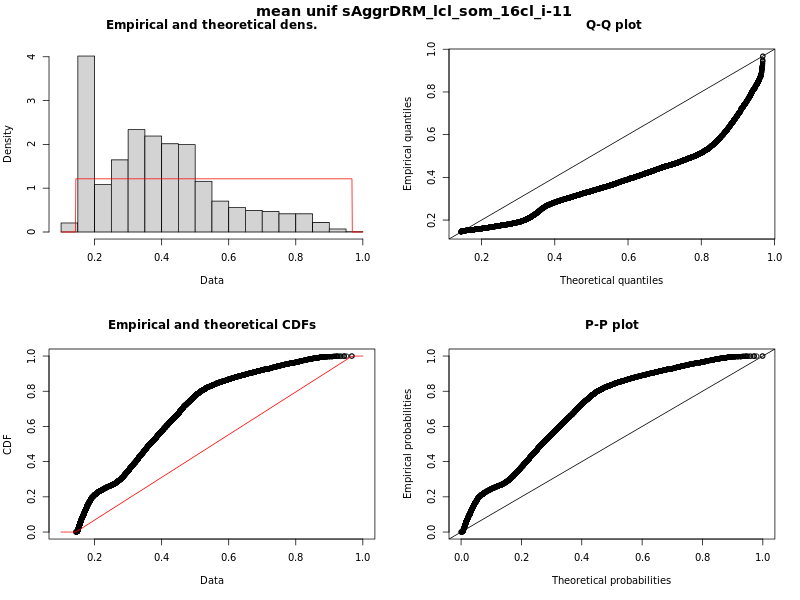 mean unif sAggrDRM_lcl_som_16cl_i-11
Empirical and theoretical dens.
Density
0 1 2 3 4
0.2 0.4 0.6 0.8 1.0
Data
Q-Q plot
Empirical quantiles
0.2 0.4 0.6 0.8 1.0
0.2 0.4 0.6 0.8 1.0
Theoretical quantiles
Empirical and theoretical CDFs
CDF
0.0 0.2 0.4 0.6 0.8 1.0
0.2 0.4 0.6 0.8 1.0
Data
P-P plot
Empirical probabilities
0.0 0.2 0.4 0.6 0.8 1.0
0.0 0.2 0.4 0.6 0.8 1.0
Theoretical probabilities